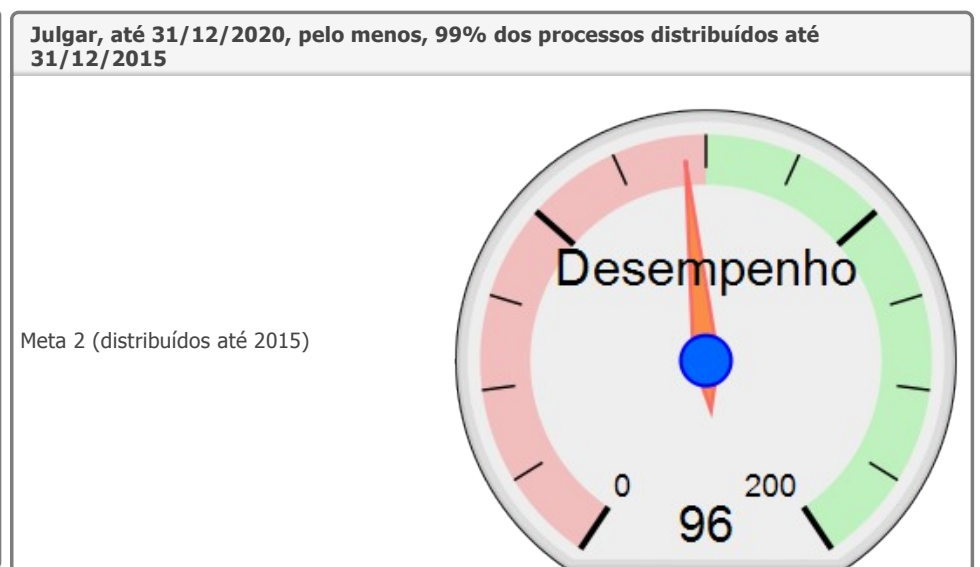 Julgar, até 31/12/2020, pelo menos, 99% dos processos distribuídos até
31/12/2015
Desempenho
Meta 2 (distribuídos até 2015)
0
200
96